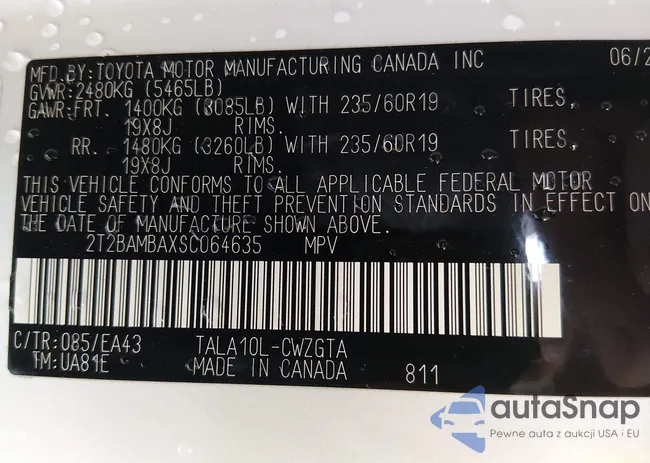 MFD.BY:TOYOTA MOTOR MANUFACTURING CANADA INC 06/2
GVWR:2480KG (5465LB)
GAWR:FRT. 1400KG (3085LB) WITH 235/60R19 TIRES,
19X8J RIMS.
RR. 1480KG (3260LB) WITH 235/60R19 TIRES,
19X8J RIMS.
THIS VEHICLE CONFORMS TO ALL APPLICABLE FEDERAL MOTOR
VEHICLE SAFETY AND THEFT PREVENTION STANDARDS IN EFFECT ON
THE DATE OF MANUFACTURE SHOWN ABOVE.
2T2BAMBAXSC064635 MPV
C/TR:085/EA43 TALA10L-CWZGTA
TM:UA81E MADE IN CANADA 811
autaSnap
Pewne auta z aukcji USA i EU